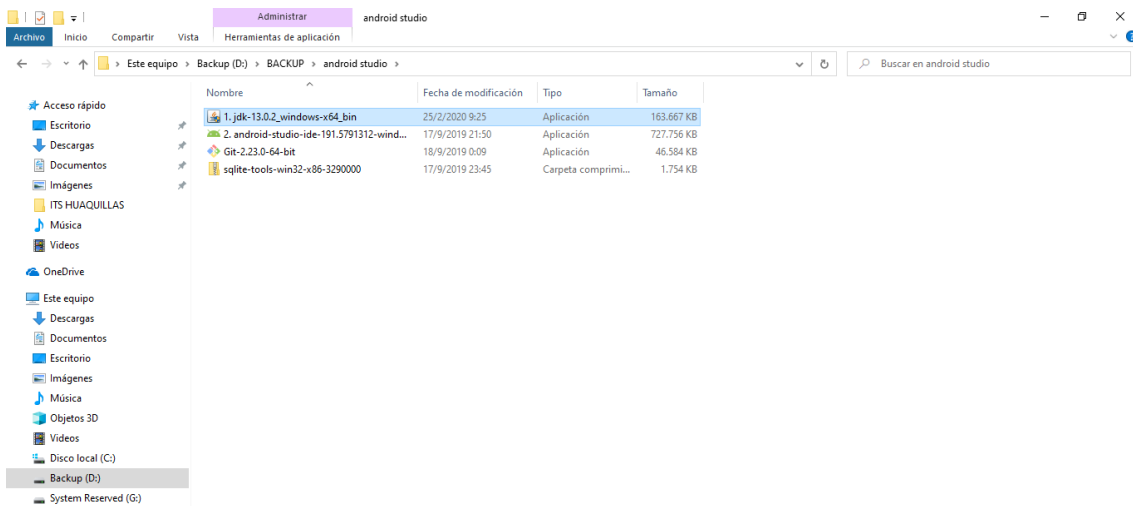 Administrar android studio
Archivo Inicio Compartir Vista Herramientas de aplicación
Este equipo > Backup (D:) > BACKUP > android studio > Buscar en android studio
Nombre Fecha de modificación Tipo Tamaño
1. jdk-13.0.2_windows-x64_bin 25/2/2020 9:25 Aplicación 163.667 KB
2. android-studio-ide-191.5791312-wind... 17/9/2019 21:50 Aplicación 727.756 KB
Git-2.23.0-64-bit 18/9/2019 0:09 Aplicación 46.584 KB
sqlite-tools-win32-x86-3290000 17/9/2019 23:45 Carpeta comprimi... 1.754 KB
Acceso rápido
Escritorio
Descargas
Documentos
Imágenes
ITS HUAQUILLAS
Música
Videos
OneDrive
Este equipo
Descargas
Documentos
Escritorio
Imágenes
Música
Objetos 3D
Videos
Disco local (C:)
Backup (D:)
System Reserved (G:)